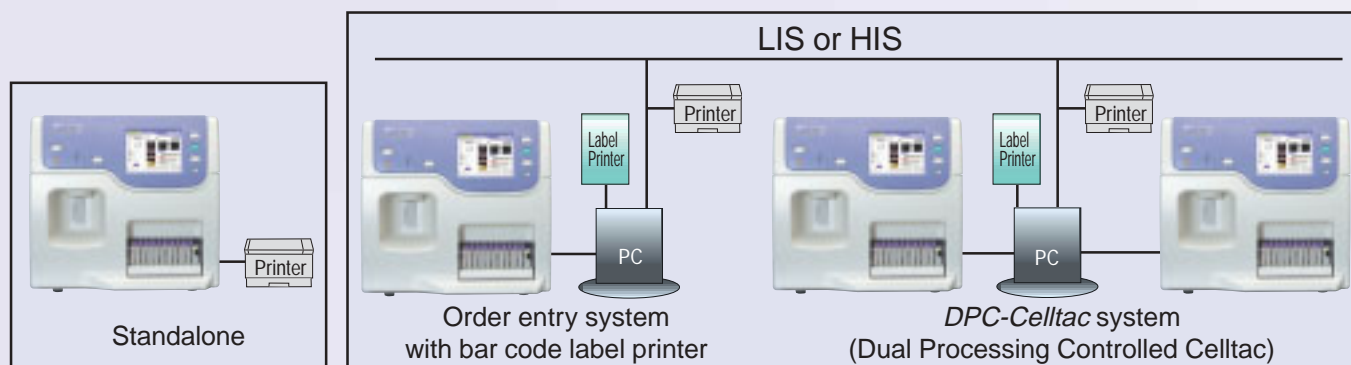 LIS or HIS
Printer
Standalone
Label
Printer
Printer
PC
Order entry system
with bar code label printer
Label
Printer
Printer
PC
DPC-Celltac system
(Dual Processing Controlled Celltac)